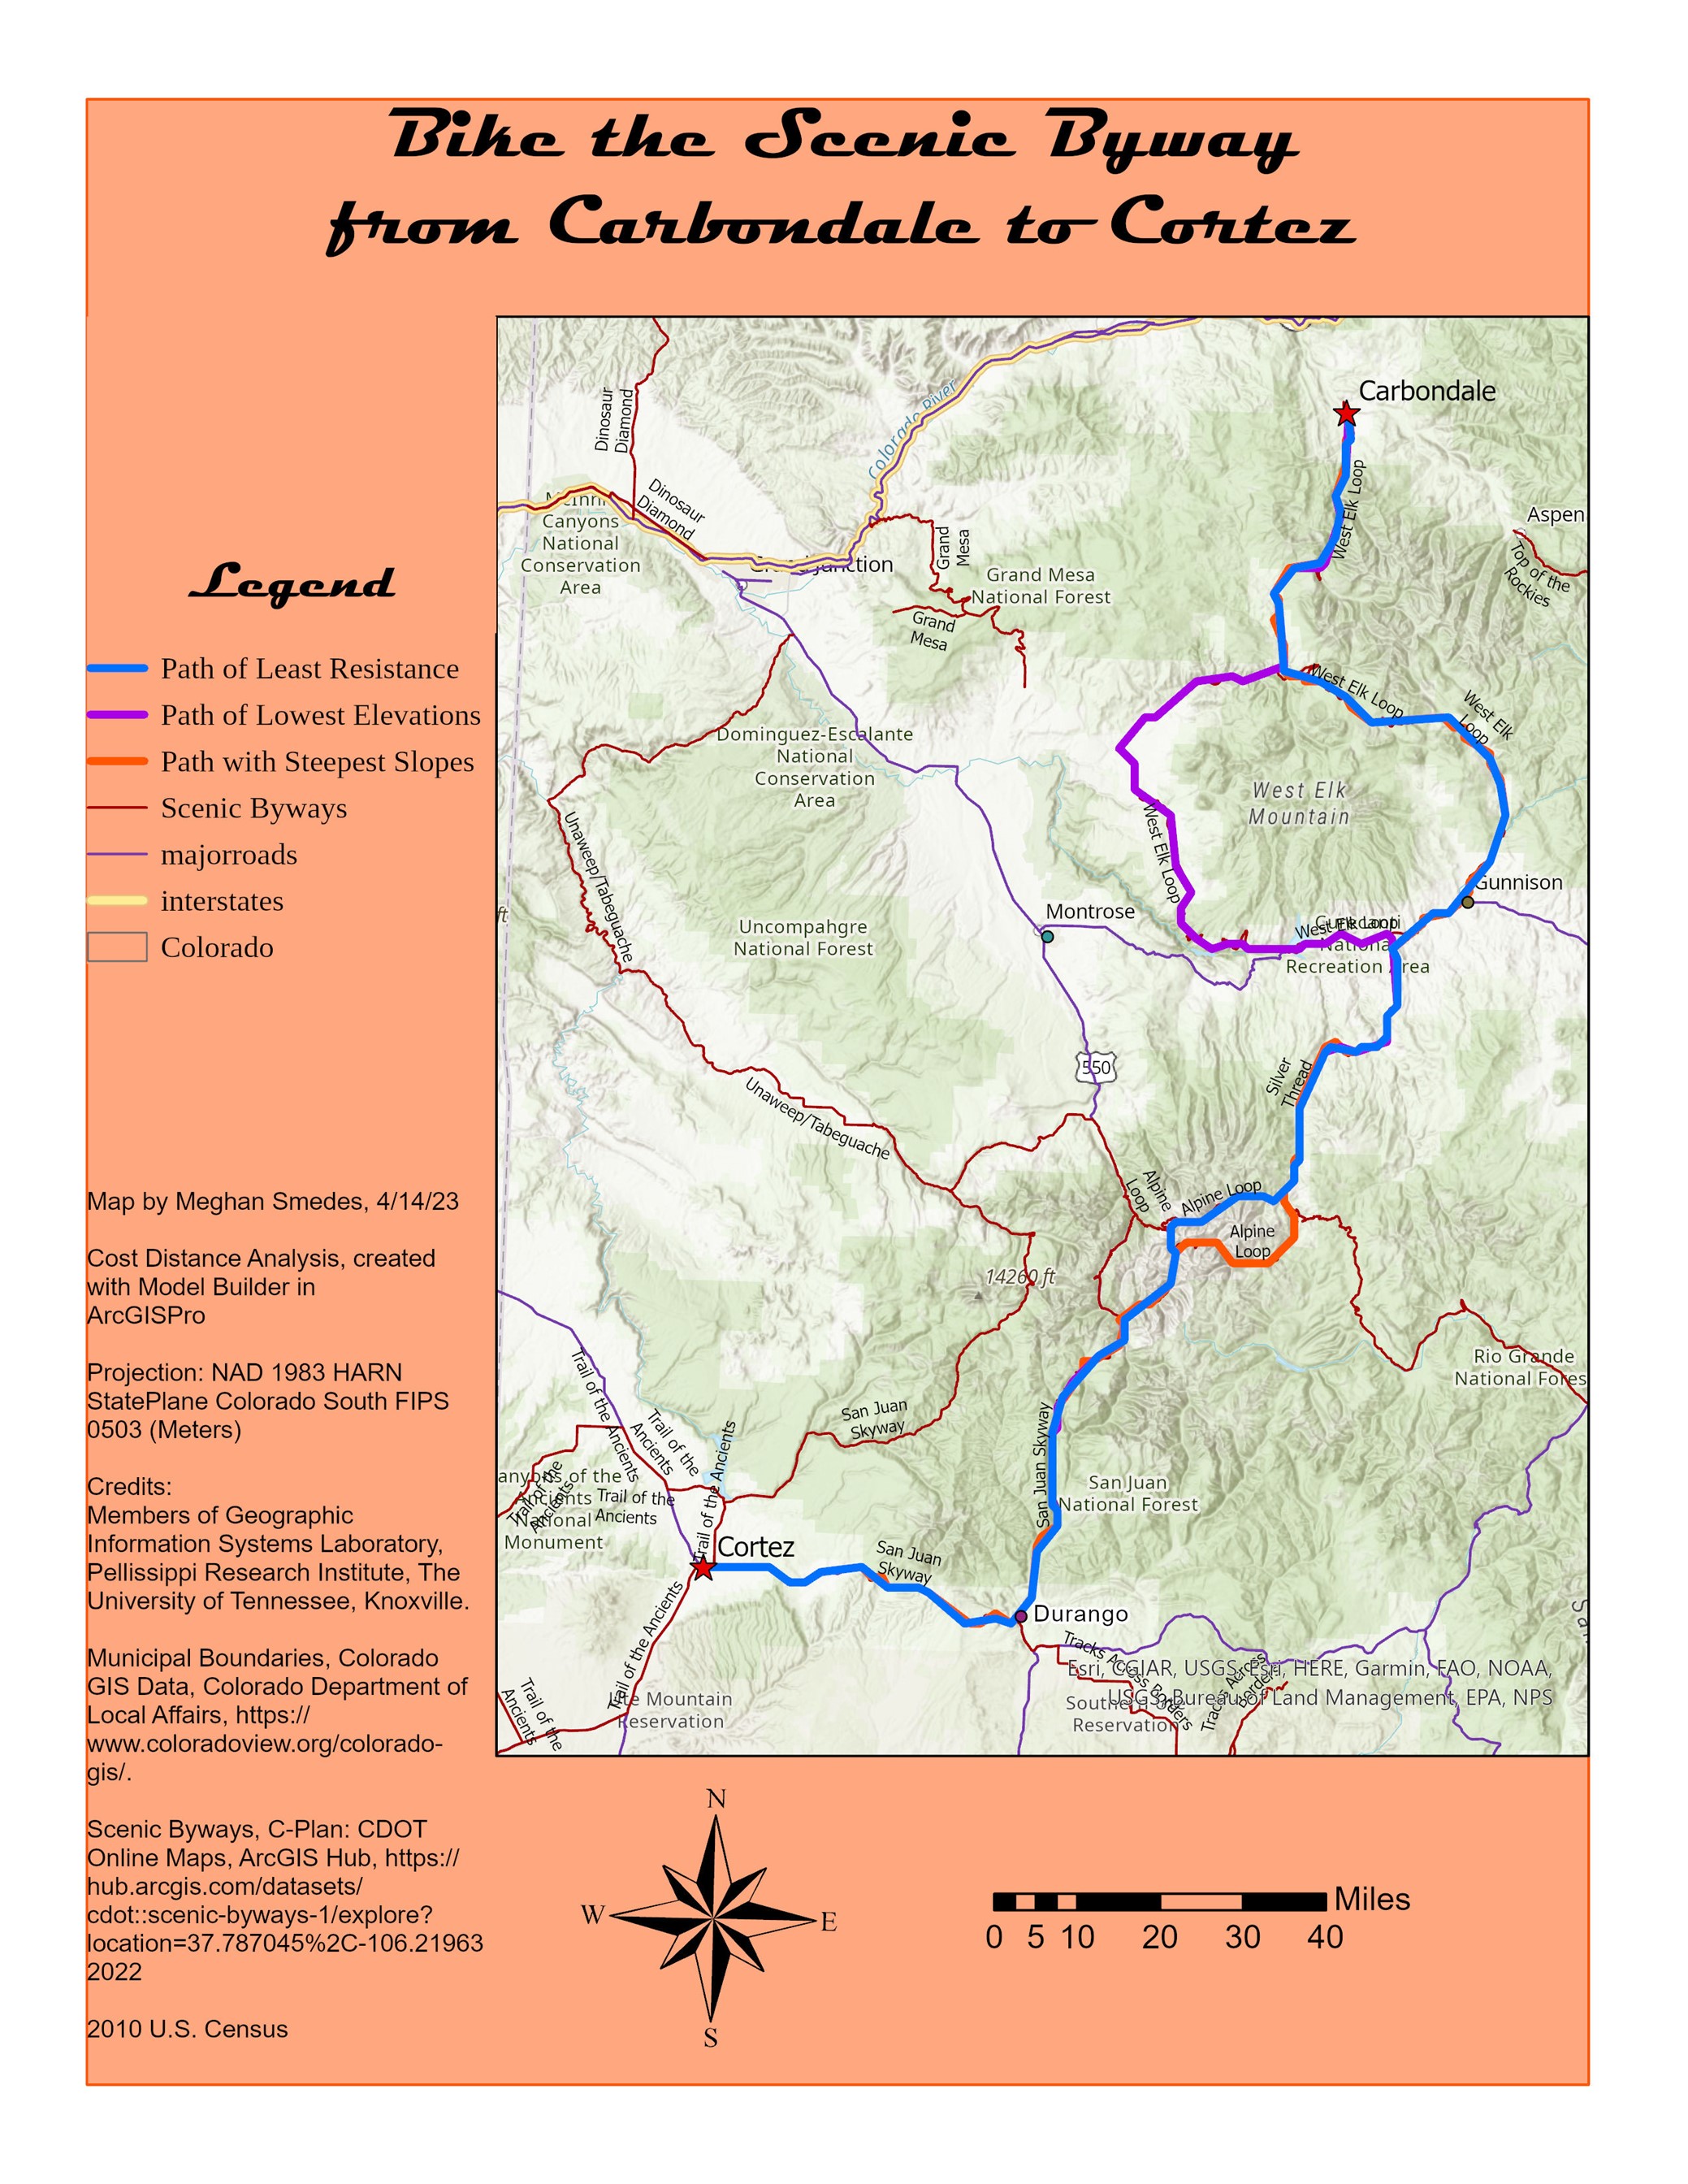 Bike the Scenic Byway
from Carbondale to Cortez
Legend
Path of Least Resistance
Path of Lowest Elevations
Path with Steepest Slopes
Scenic Byways
majorroads
interstates
Colorado
Map by Meghan Smedes, 4/14/23
Cost Distance Analysis, created
with Model Builder in
ArcGISPro
Projection: NAD 1983 HARN
StatePlane Colorado South FIPS
0503 (Meters)
Credits:
Members of Geographic
Information Systems Laboratory,
Pellissippi Research Institute, The
University of Tennessee, Knoxville.
Municipal Boundaries, Colorado
GIS Data, Colorado Department of
Local Affairs, https://
www.coloradoview.org/colorado-
gis/.
Scenic Byways, C-Plan: CDOT
Online Maps, ArcGIS Hub, https://
hub.arcgis.com/datasets/
cdot::scenic-byways-1/explore?
location=37.787045%2C-106.21963
2022
2010 U.S. Census
Carbondale
Colorado River
Dinosaur
Diamond
Dinosaur
Diamond
Canyons
National
Conservation
Area
Grand Junction
Grand
Mesa
Grand Mesa
National Forest
Grand
Mesa
West Elk Loop
Aspen
Top of the
Rockies
West Elk Loop
West Elk
Loop
Dominguez-Escalante
National
Conservation
Area
West Elk
Mountain
Unaweep/Tabeguache
West Elk Loop
Gunnison
Montrose
Uncompahgre
National Forest
ft
West Elk Loop
National
Recreation Area
550
Silver
Thread
Unaweep/Tabeguache
Alpine
Loop
Alpine Loop
Alpine
Loop
14260 ft
Rio Grande
National Fores
Trail of the Ancients
Trail of the
Ancients
Trail of the Ancients
San Juan
Skyway
San Juan Skyway
San Juan
National Forest
anyons of the
Ancients
National
Monument
Trail of the
Ancients
Trail of the
Ancients
Cortez
San Juan
Skyway
Durango
Trail of the Ancients
Trail of the
Ancients
Ute Mountain
Reservation
Tracks Across Borders
Tracks Across
Borders
Southern Ute
Reservation
Esri, CGIAR, USGS, Esri, HERE, Garmin, FAO, NOAA,
USGS, Bureau of Land Management, EPA, NPS
N
W
E
S
Miles
0 5 10 20 30 40